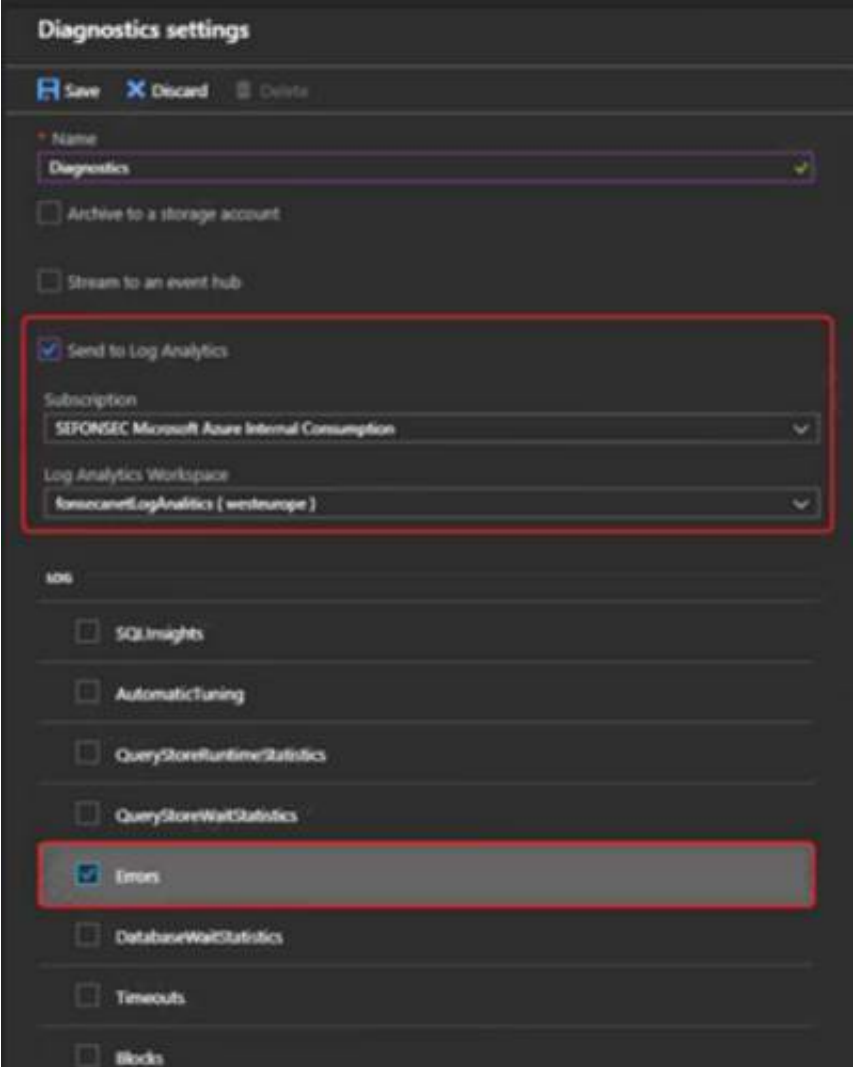 Diagnostics settings
Save Discard Delete
* Name
Diagnostics
Archive to a storage account
Stream to an event hub
Send to Log Analytics
Subscription
SEFONSEC Microsoft Azure Internal Consumption
Log Analytics Workspace
fonsecanetLogAnalitics ( westeurope )
LOG
SQLInsights
AutomaticTuning
QueryStoreRuntimeStatistics
QueryStoreWaitStatistics
Errors
DatabaseWaitStatistics
Timeouts
Blocks